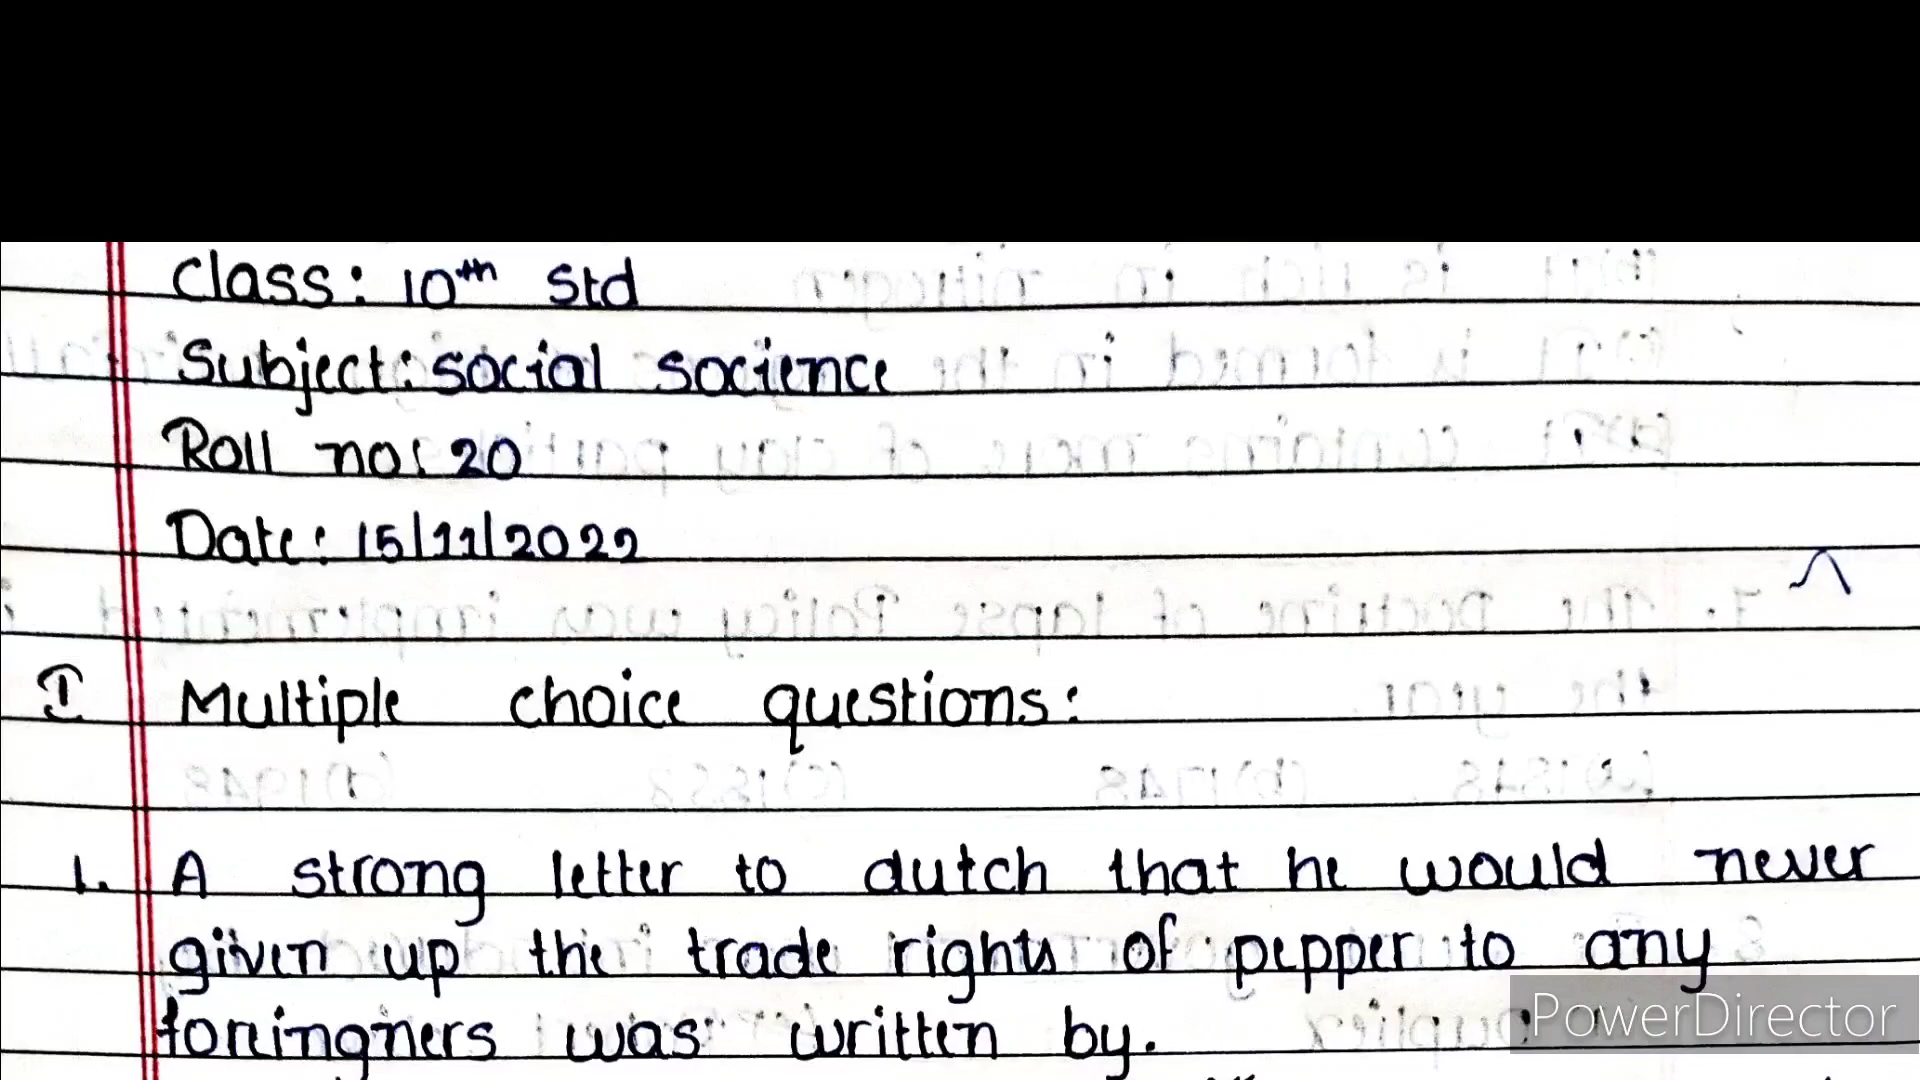 Class: 10th Std
Subject: social socience
Roll no: 20
Date: 15/11/2022
I Multiple choice questions:
1. A strong letter to dutch that he would never
given up the trade rights of pepper to any
foreingners was written by.
PowerDirector